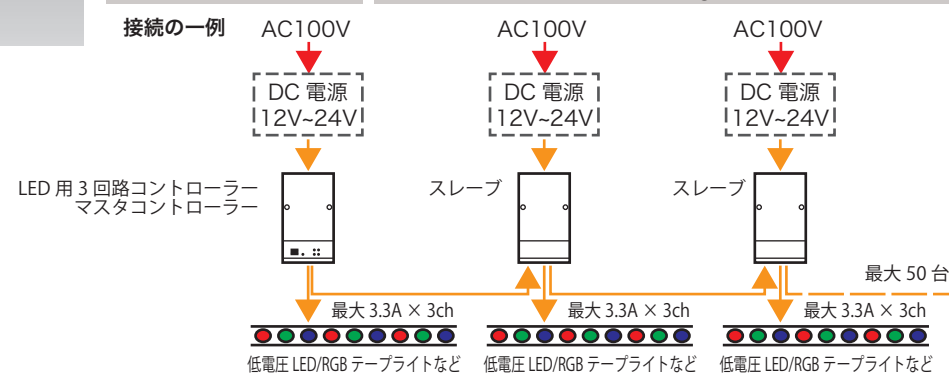 接続の一例
AC100V
AC100V
AC100V
DC 電源
12V~24V
DC 電源
12V~24V
DC 電源
12V~24V
LED 用 3 回路コントローラー
マスタコントローラー
スレーブ
スレーブ
最大 50 台
最大 3.3A × 3ch
最大 3.3A × 3ch
最大 3.3A × 3ch
低電圧 LED/RGB テープライトなど
低電圧 LED/RGB テープライトなど
低電圧 LED/RGB テープライトなど